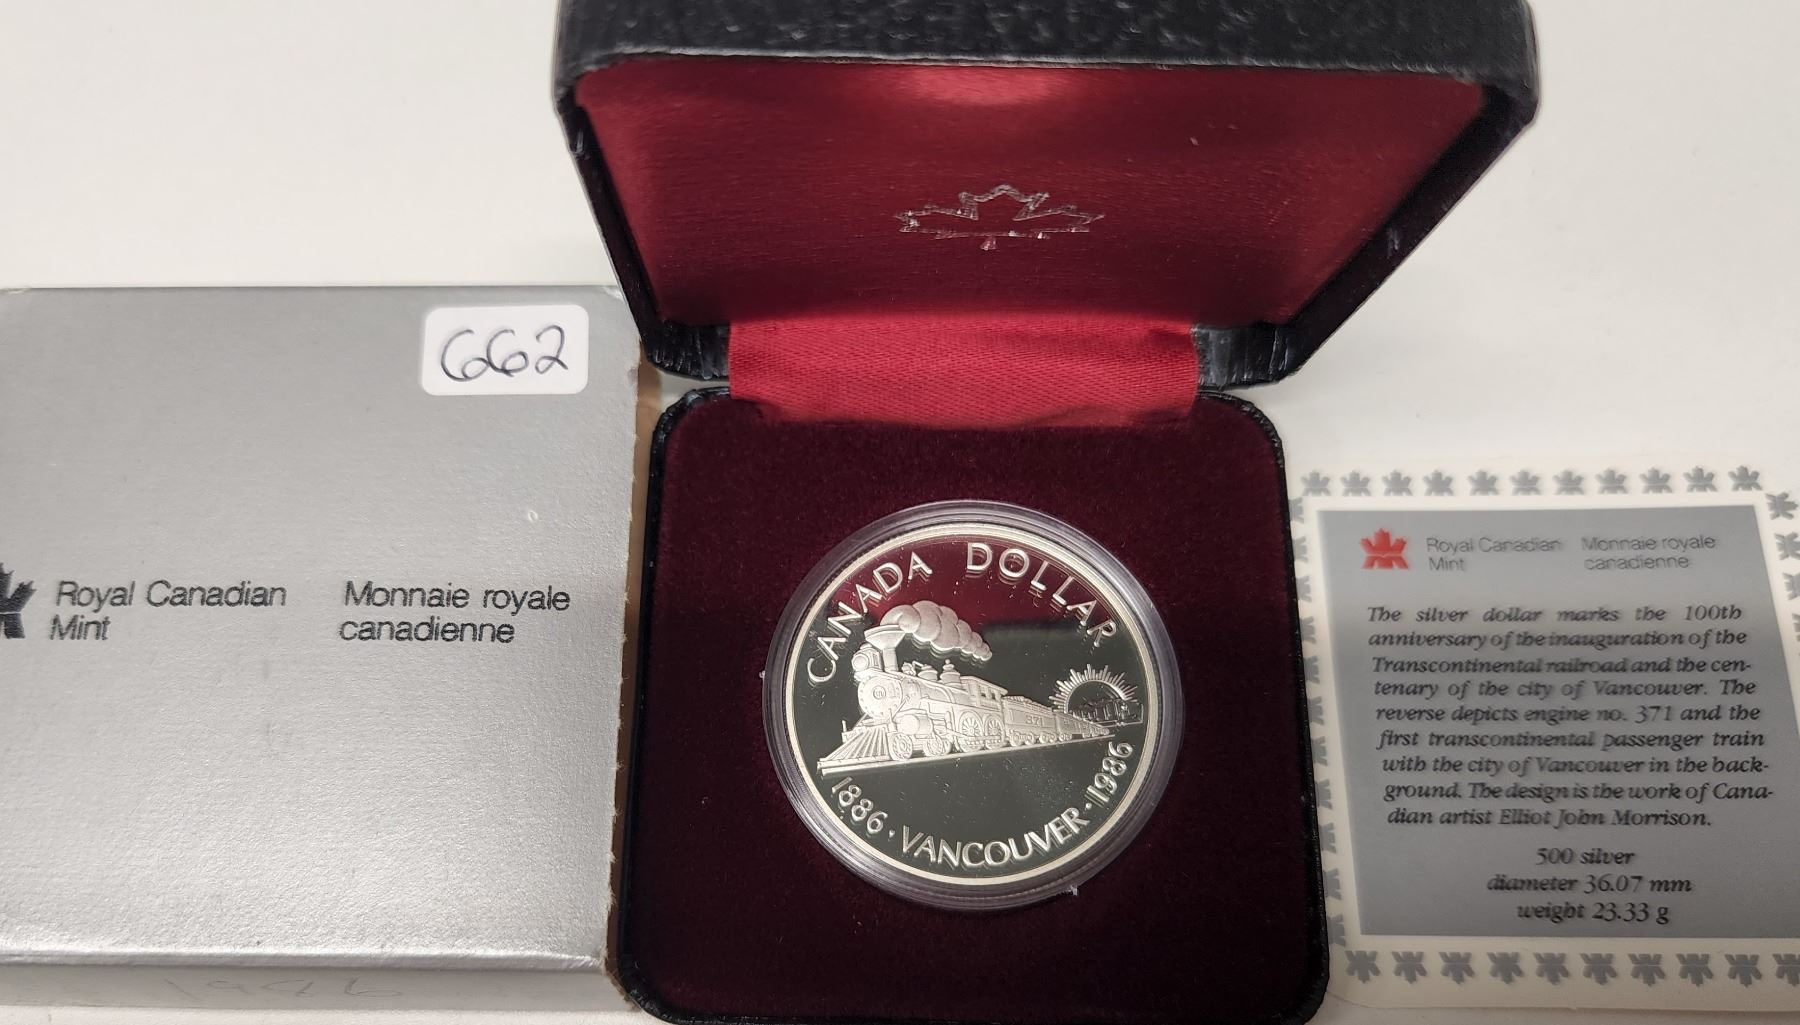 662
Royal Canadian Monnaie royale
Mint canadienne
1986
CANADA DOLLAR
371
1886 · VANCOUVER · 1986
Royal Canadian Monnaie royale
Mint canadienne
The silver dollar marks the 100th
anniversary of the inauguration of the
Transcontinental railroad and the cen-
tenary of the city of Vancouver. The
reverse depicts engine no. 371 and the
first transcontinental passenger train
with the city of Vancouver in the back-
ground. The design is the work of Cana-
dian artist Elliot John Morrison.
500 silver
diameter 36.07 mm
weight 23.33 g